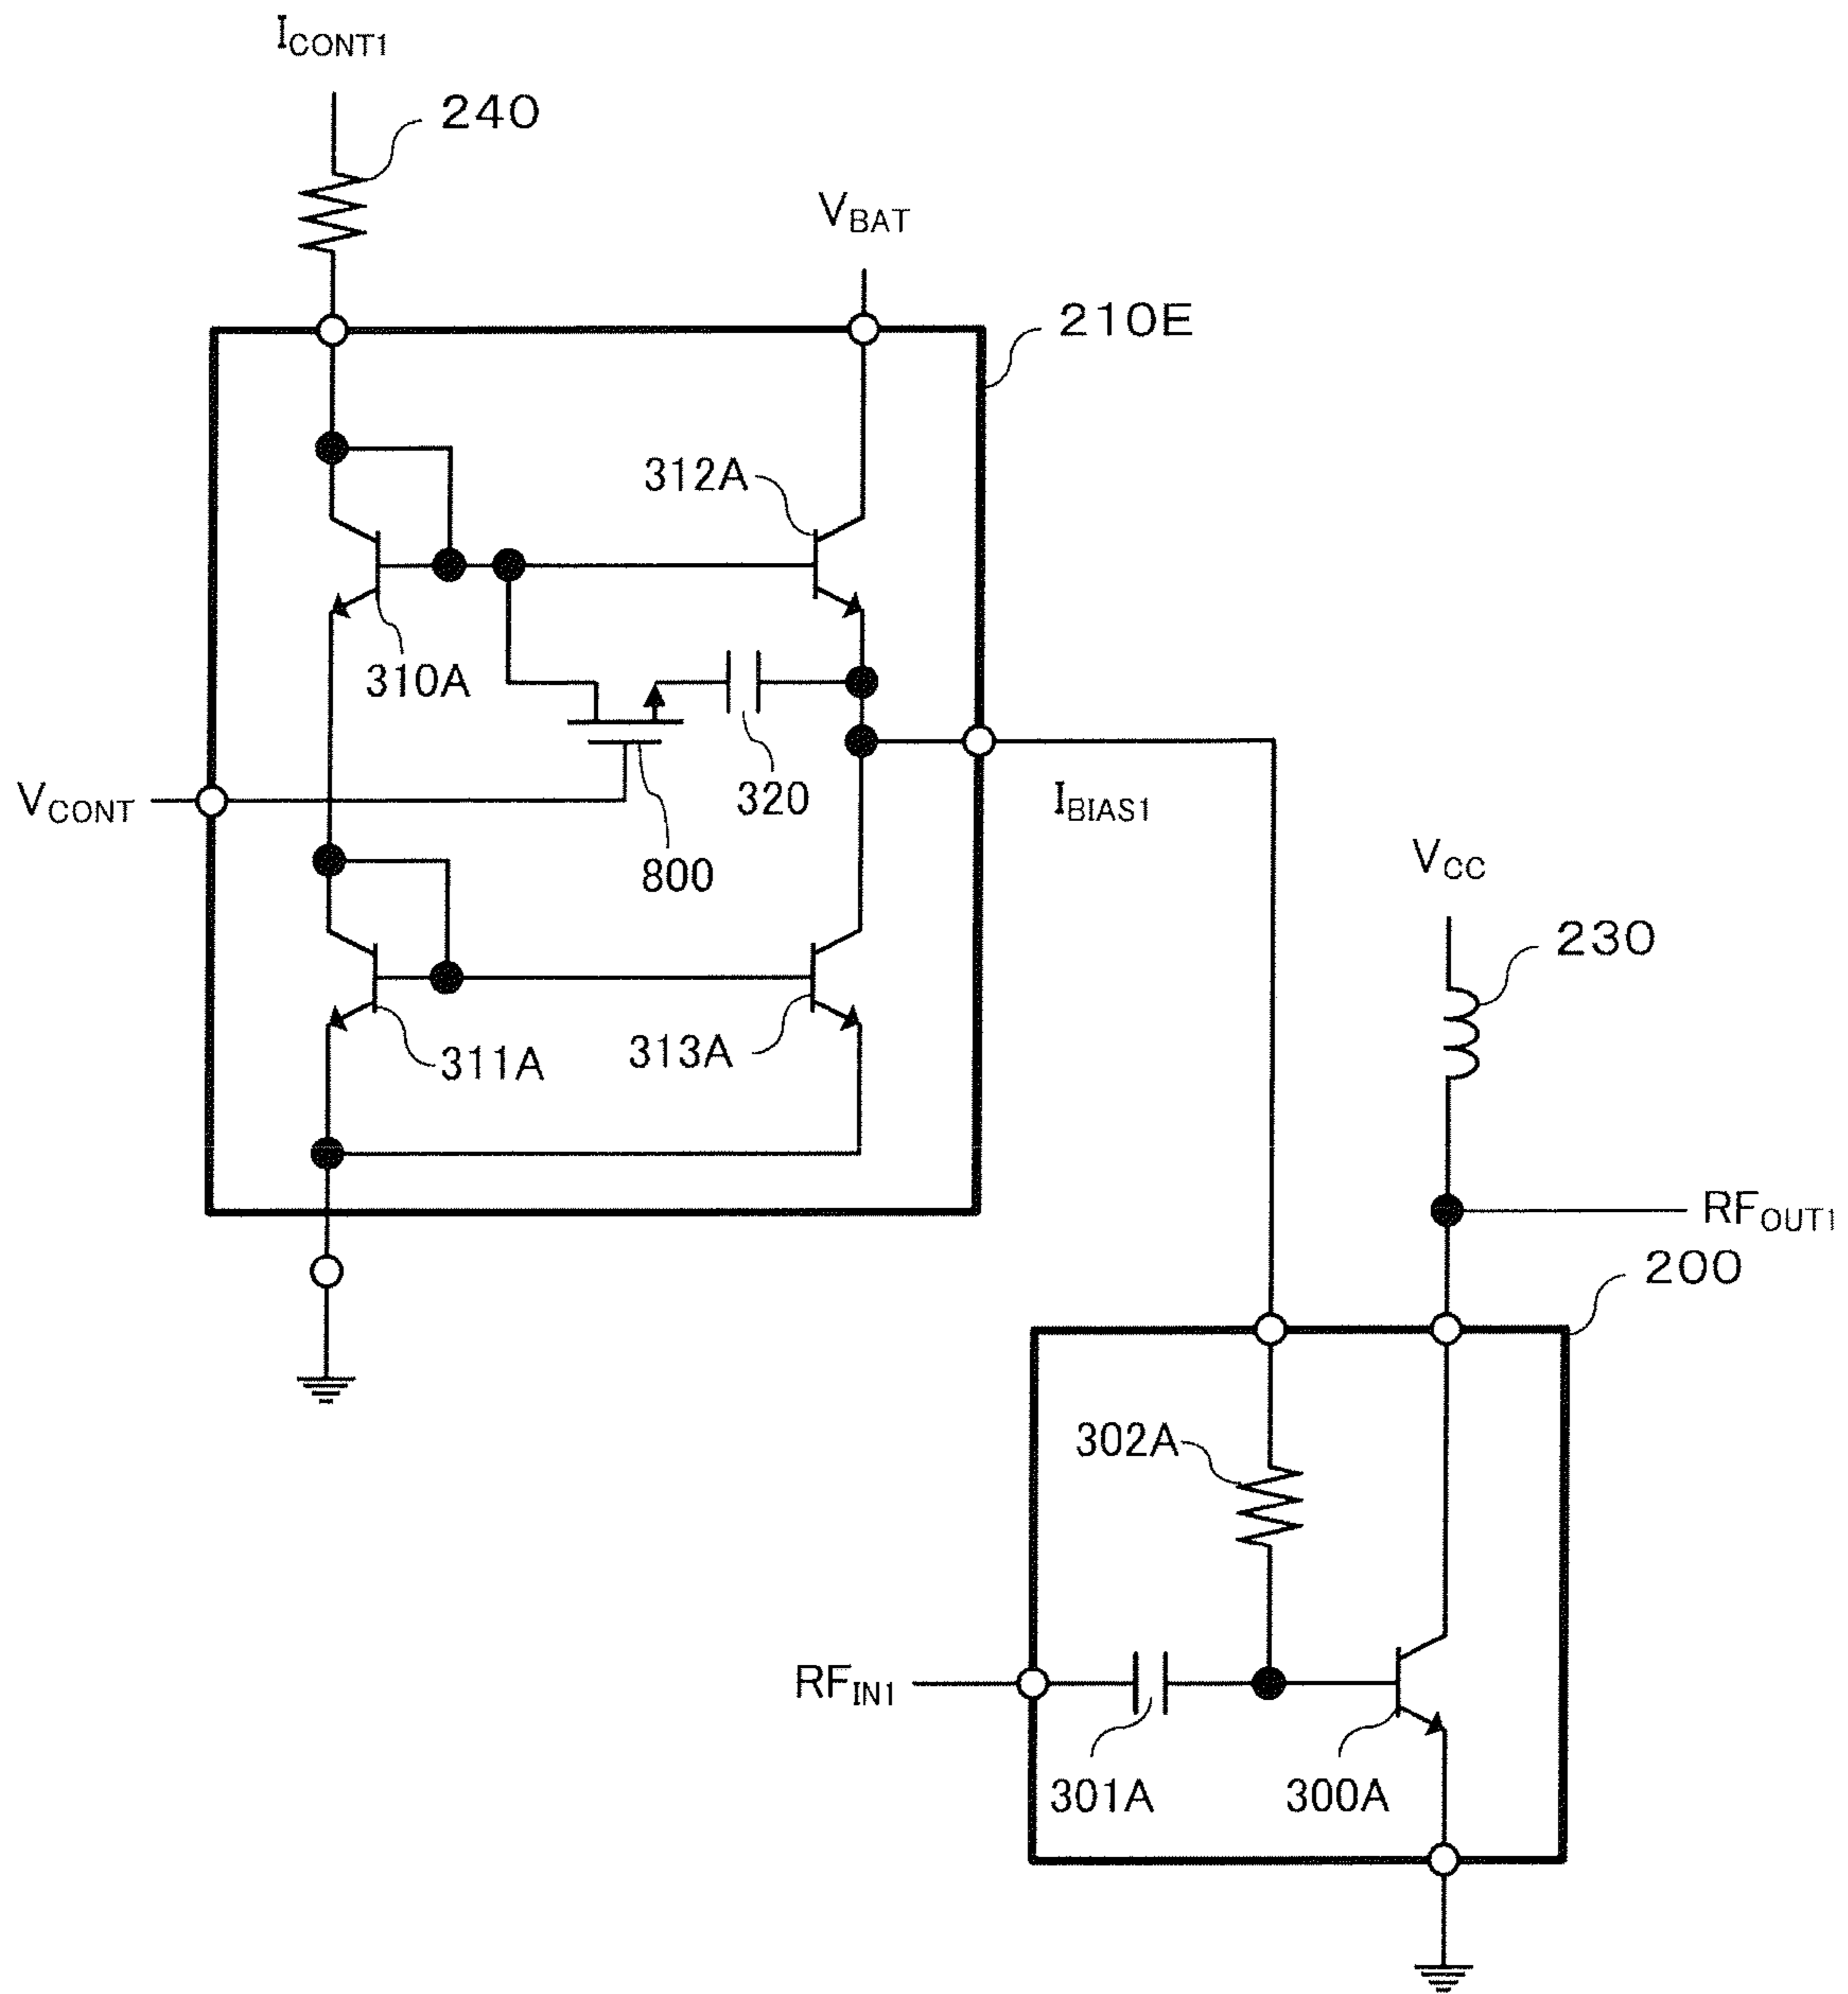 ICONT1
240
VBAT
210E
312A
310A
320
VCONT
IBIAS1
800
VCC
230
313A
311A
RFOUT1
200
302A
RFIN1
301A
300A